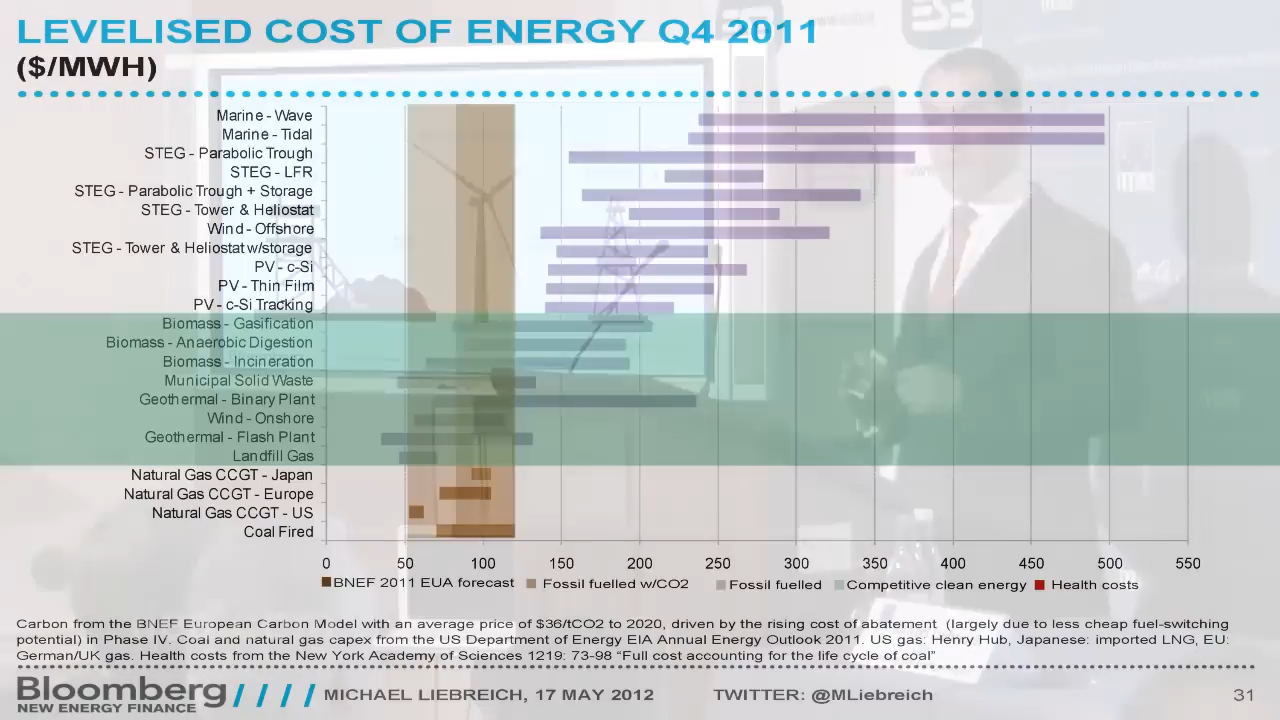 LEVELISED COST OF ENERGY Q4 2011
($/MWH)
Marine - Wave
Marine - Tidal
STEG - Parabolic Trough
STEG - LFR
STEG - Parabolic Trough + Storage
STEG - Tower & Heliostat
Wind - Offshore
STEG - Tower & Heliostat w/storage
PV - c-Si
PV - Thin Film
PV - c-Si Tracking
Biomass - Gasification
Biomass - Anaerobic Digestion
Biomass - Incineration
Municipal Solid Waste
Geothermal - Binary Plant
Wind - Onshore
Geothermal - Flash Plant
Landfill Gas
Natural Gas CCGT - Japan
Natural Gas CCGT - Europe
Natural Gas CCGT - US
Coal Fired
0 50 100 150 200 250 300 350 400 450 500 550
BNEF 2011 EUA forecast Fossil fuelled w/CO2 Fossil fuelled Competitive clean energy Health costs
Carbon from the BNEF European Carbon Model with an average price of $36/tCO2 to 2020, driven by the rising cost of abatement (largely due to less cheap fuel-switching
potential) in Phase IV. Coal and natural gas capex from the US Department of Energy EIA Annual Energy Outlook 2011. US gas: Henry Hub, Japanese: imported LNG, EU:
German/UK gas. Health costs from the New York Academy of Sciences 1219: 73-98 “Full cost accounting for the life cycle of coal”
Bloomberg
NEW ENERGY FINANCE
MICHAEL LIEBREICH, 17 MAY 2012 TWITTER: @MLiebreich 31
ESB